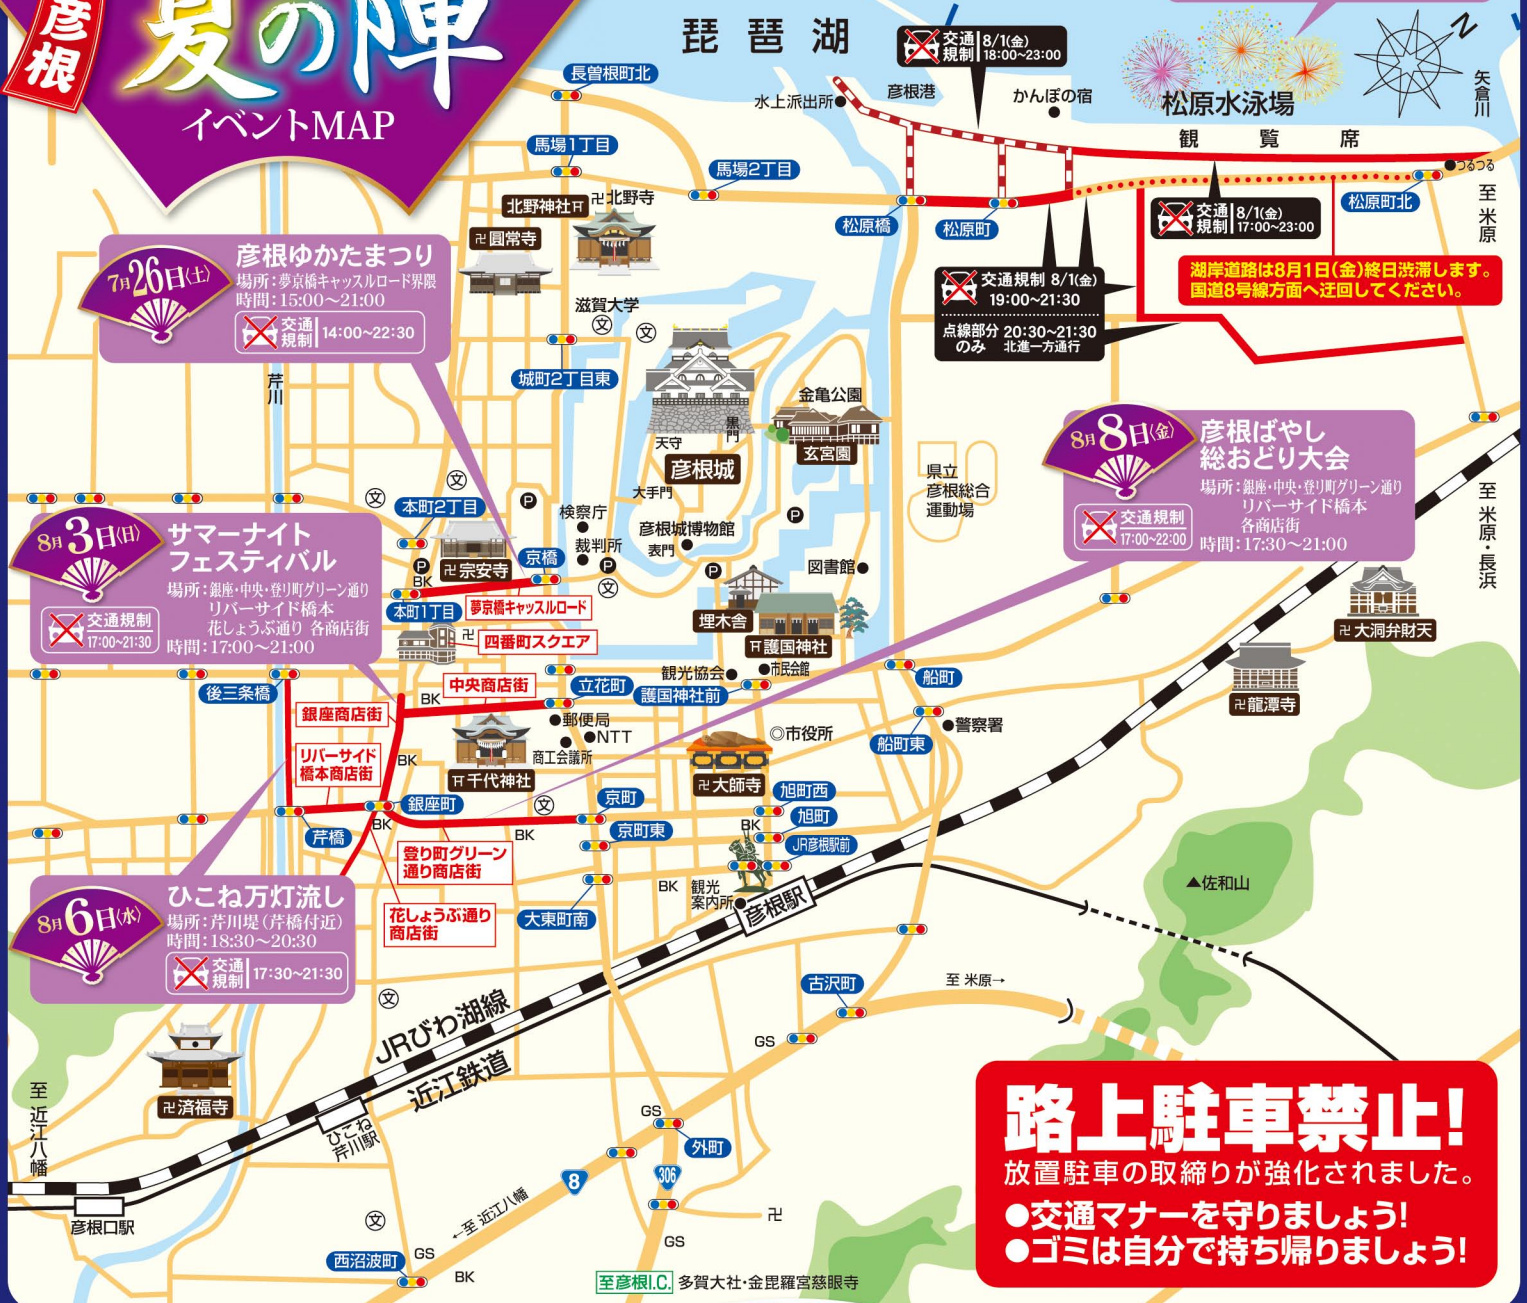 彦根
夏の陣
イベントMAP
琵琶湖
交通規制 8/1(金) 18:00~23:00
松原水泳場
観覧席
N
矢倉川
水上派出所
彦根港
かんぽの宿
つるつる
至 米原
長曽根町北
馬場1丁目
馬場2丁目
松原橋
松原町
松原町北
交通規制 8/1(金) 17:00~23:00
湖岸道路は8月1日(金)終日渋滞します。
国道8号線方面へ迂回してください。
交通規制 8/1(金)
19:00~21:30
点線部分のみ 20:30~21:30
北進一方通行
北野神社
卍北野寺
卍圓常寺
7月26日(土)
彦根ゆかたまつり
場所:夢京橋キャッスルロード界隈
時間:15:00~21:00
交通規制 14:00~22:30
芹川
滋賀大学
文
文
城町2丁目東
天守
黒門
彦根城
大手門
金亀公園
玄宮園
県立
彦根総合
運動場
8月8日(金)
彦根ばやし
総おどり大会
場所:銀座・中央・登り町グリーン通り
リバーサイド橋本
各商店街
時間:17:30~21:00
交通規制
17:00~22:00
至 米原・長浜
8月3日(日)
サマーナイト
フェスティバル
場所:銀座・中央・登り町グリーン通り
リバーサイド橋本
花しょうぶ通り 各商店街
時間:17:00~21:00
交通規制
17:00~21:30
文
文
本町2丁目
P
検察庁
裁判所
京橋
P
文
P
卍宗安寺
BK
本町1丁目
夢京橋キャッスルロード
卍
四番町スクエア
彦根城博物館
表門
P
P
図書館
埋木舎
護国神社
観光協会
市民会館
護国神社前
船町
卍大洞弁財天
卍龍潭寺
後三条橋
中央商店街
立花町
BK
銀座商店街
郵便局
NTT
商工会議所
千代神社
◎市役所
警察署
船町東
卍大師寺
リバーサイド
橋本商店街
BK
銀座町
文
京町
旭町西
旭町
京町東
BK
JR彦根駅前
芹橋
BK
BK
登り町グリーン
通り商店街
花しょうぶ通り
商店街
大東町南
BK
観光
案内所
彦根駅
▲佐和山
8月6日(水)
ひこね万灯流し
場所:芹川堤(芹橋付近)
時間:18:30~20:30
交通規制 17:30~21:30
文
古沢町
至 米原→
GS
JRびわ湖線
近江鉄道
卍済福寺
至 近江八幡
ひこね
芹川駅
彦根口駅
GS
外町
8
306
卍
←至 近江八幡
文
GS
西沼波町
GS
BK
至彦根I.C.
多賀大社・金毘羅宮慈眼寺
路上駐車禁止!
放置駐車の取締りが強化されました。
●交通マナーを守りましょう!
●ゴミは自分で持ち帰りましょう!